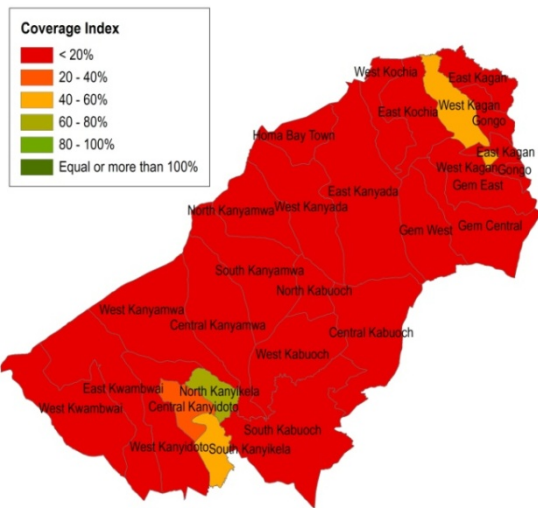 Coverage Index
< 20%
20 - 40%
40 - 60%
60 - 80%
80 - 100%
Equal or more than 100%
West Kochia
East Kagan
West Kagan
East Kochia
Gongo
Homa Bay Town
East Kagan
West Kagan
Gongo
Gem East
East Kanyada
West Kanyada
North Kanyamwa
Gem West
Gem Central
South Kanyamwa
North Kabuoch
West Kanyamwa
Central Kanyamwa
Central Kabuoch
West Kabuoch
East Kwambwai
North Kanyikela
West Kwambwai
Central Kanyidoto
South Kabuoch
West Kanyidoto
South Kanyikela